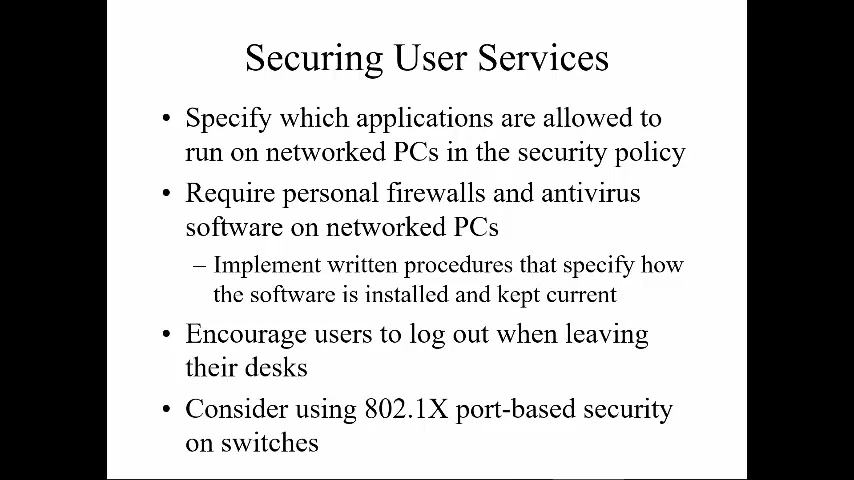 Securing User Services
• Specify which applications are allowed to
run on networked PCs in the security policy
• Require personal firewalls and antivirus
software on networked PCs
– Implement written procedures that specify how
the software is installed and kept current
• Encourage users to log out when leaving
their desks
• Consider using 802.1X port-based security
on switches